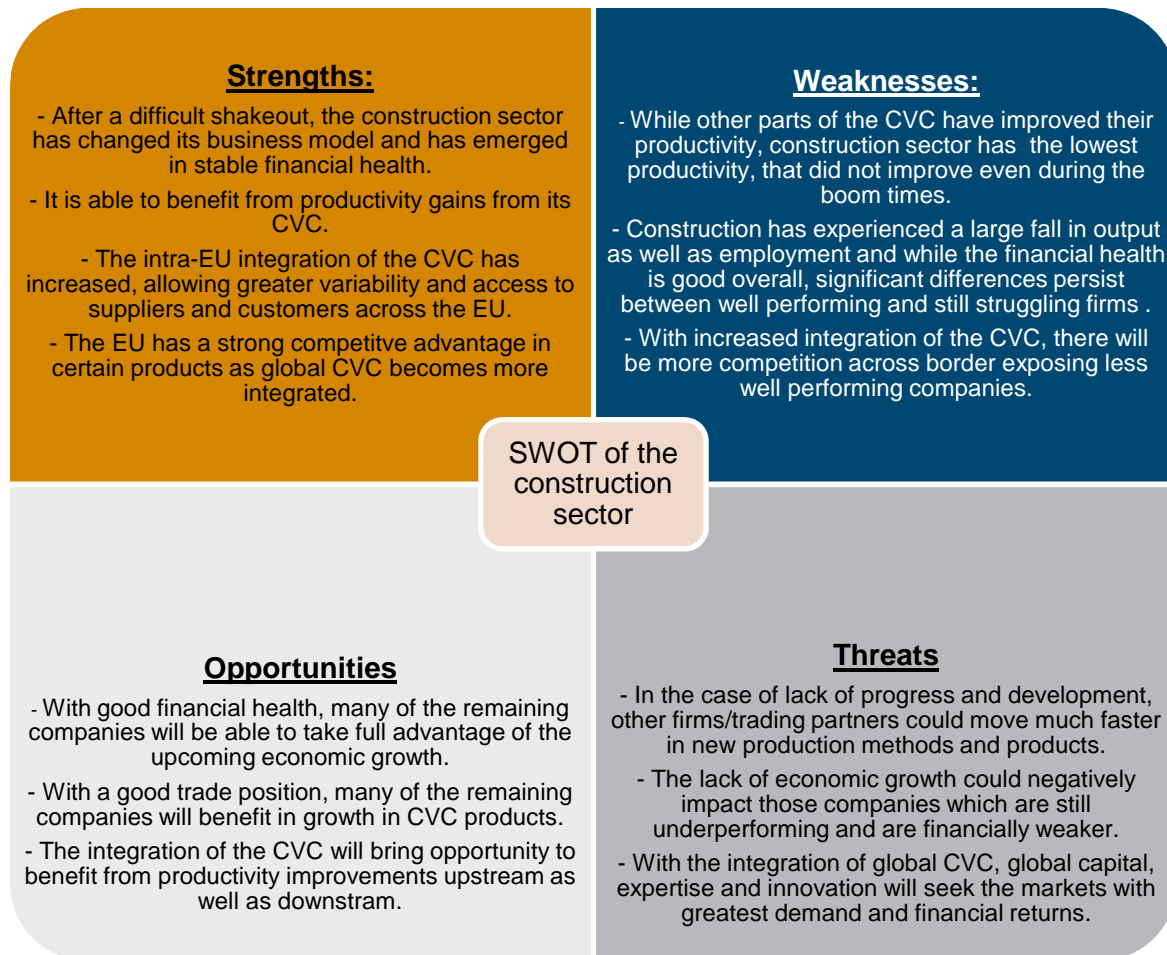 Strengths:
- After a difficult shakeout, the construction sector
has changed its business model and has emerged
in stable financial health.
- It is able to benefit from productivity gains from its
CVC.
- The intra-EU integration of the CVC has
increased, allowing greater variability and access to
suppliers and customers across the EU.
- The EU has a strong competitve advantage in
certain products as global CVC becomes more
integrated.
Weaknesses:
- While other parts of the CVC have improved their
productivity, construction sector has the lowest
productivity, that did not improve even during the
boom times.
- Construction has experienced a large fall in output
as well as employment and while the financial health
is good overall, significant differences persist
between well performing and still struggling firms .
- With increased integration of the CVC, there will
be more competition across border exposing less
well performing companies.
SWOT of the
construction
sector
Opportunities
- With good financial health, many of the remaining
companies will be able to take full advantage of the
upcoming economic growth.
- With a good trade position, many of the remaining
companies will benefit in growth in CVC products.
- The integration of the CVC will bring opportunity to
benefit from productivity improvements upstream as
well as downstram.
Threats
- In the case of lack of progress and development,
other firms/trading partners could move much faster
in new production methods and products.
- The lack of economic growth could negatively
impact those companies which are still
underperforming and are financially weaker.
- With the integration of global CVC, global capital,
expertise and innovation will seek the markets with
greatest demand and financial returns.